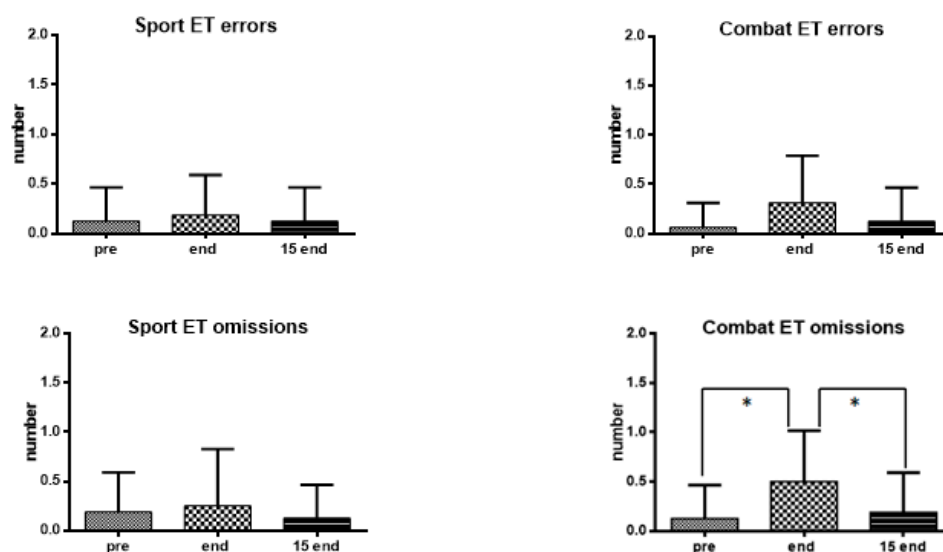 Sport ET errors
2.0
1.5
1.0
0.5
0.0
number
pre end 15 end
Combat ET errors
2.0
1.5
1.0
0.5
0.0
number
pre end 15 end
Sport ET omissions
2.0
1.5
1.0
0.5
0.0
number
pre end 15 end
Combat ET omissions
2.0
1.5
1.0
0.5
0.0
number
* *
pre end 15 end